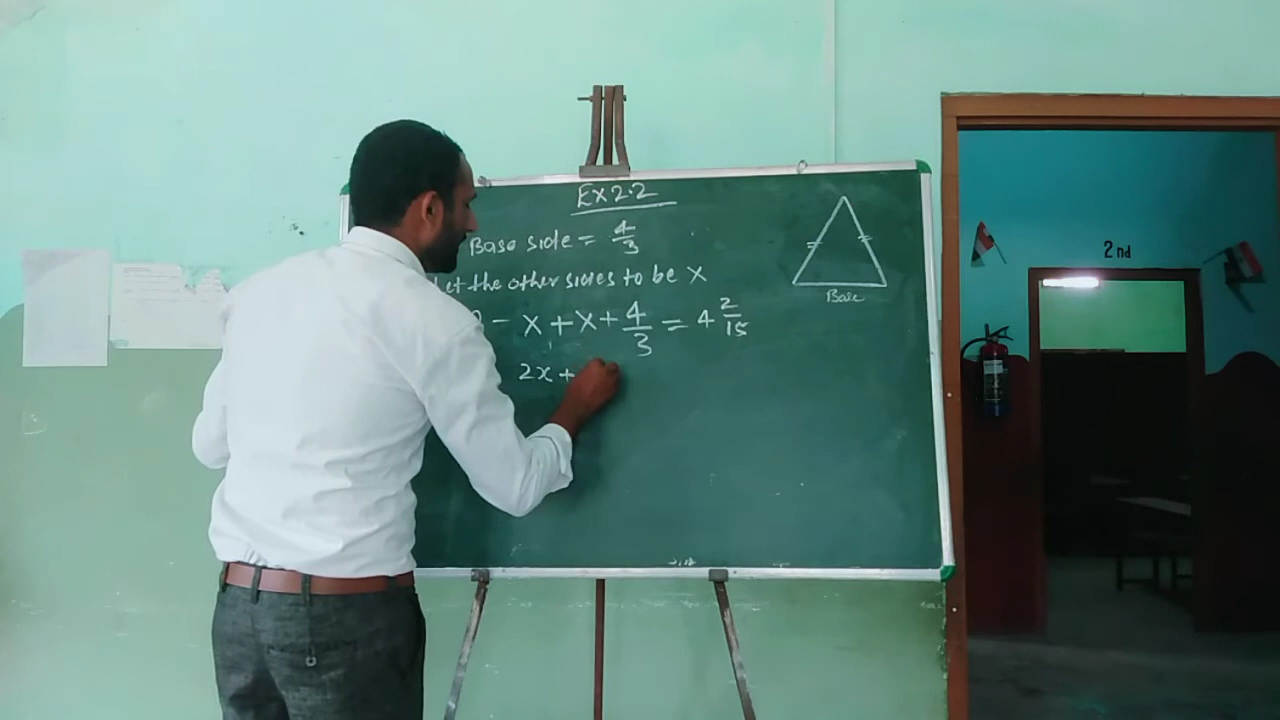 Ex 2.2
Base side = 4/3
Let the other sides to be x
- x + x + 4/3 = 4 2/15
2x +
Base
2nd